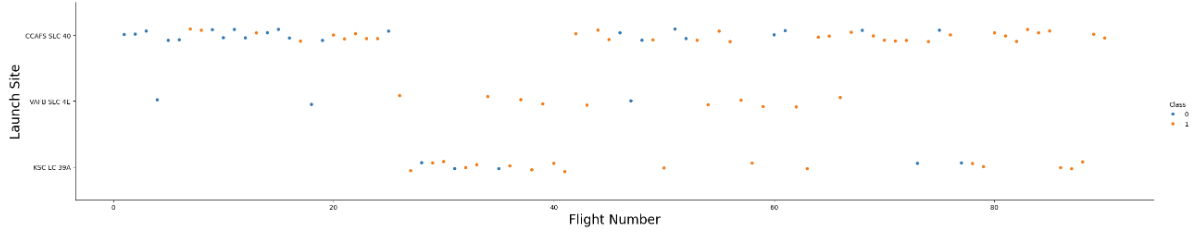 Launch Site
CCAFS SLC 40
VAFB SLC 4E
KSC LC 39A
0
20
40
60
80
Flight Number
Class
0
1